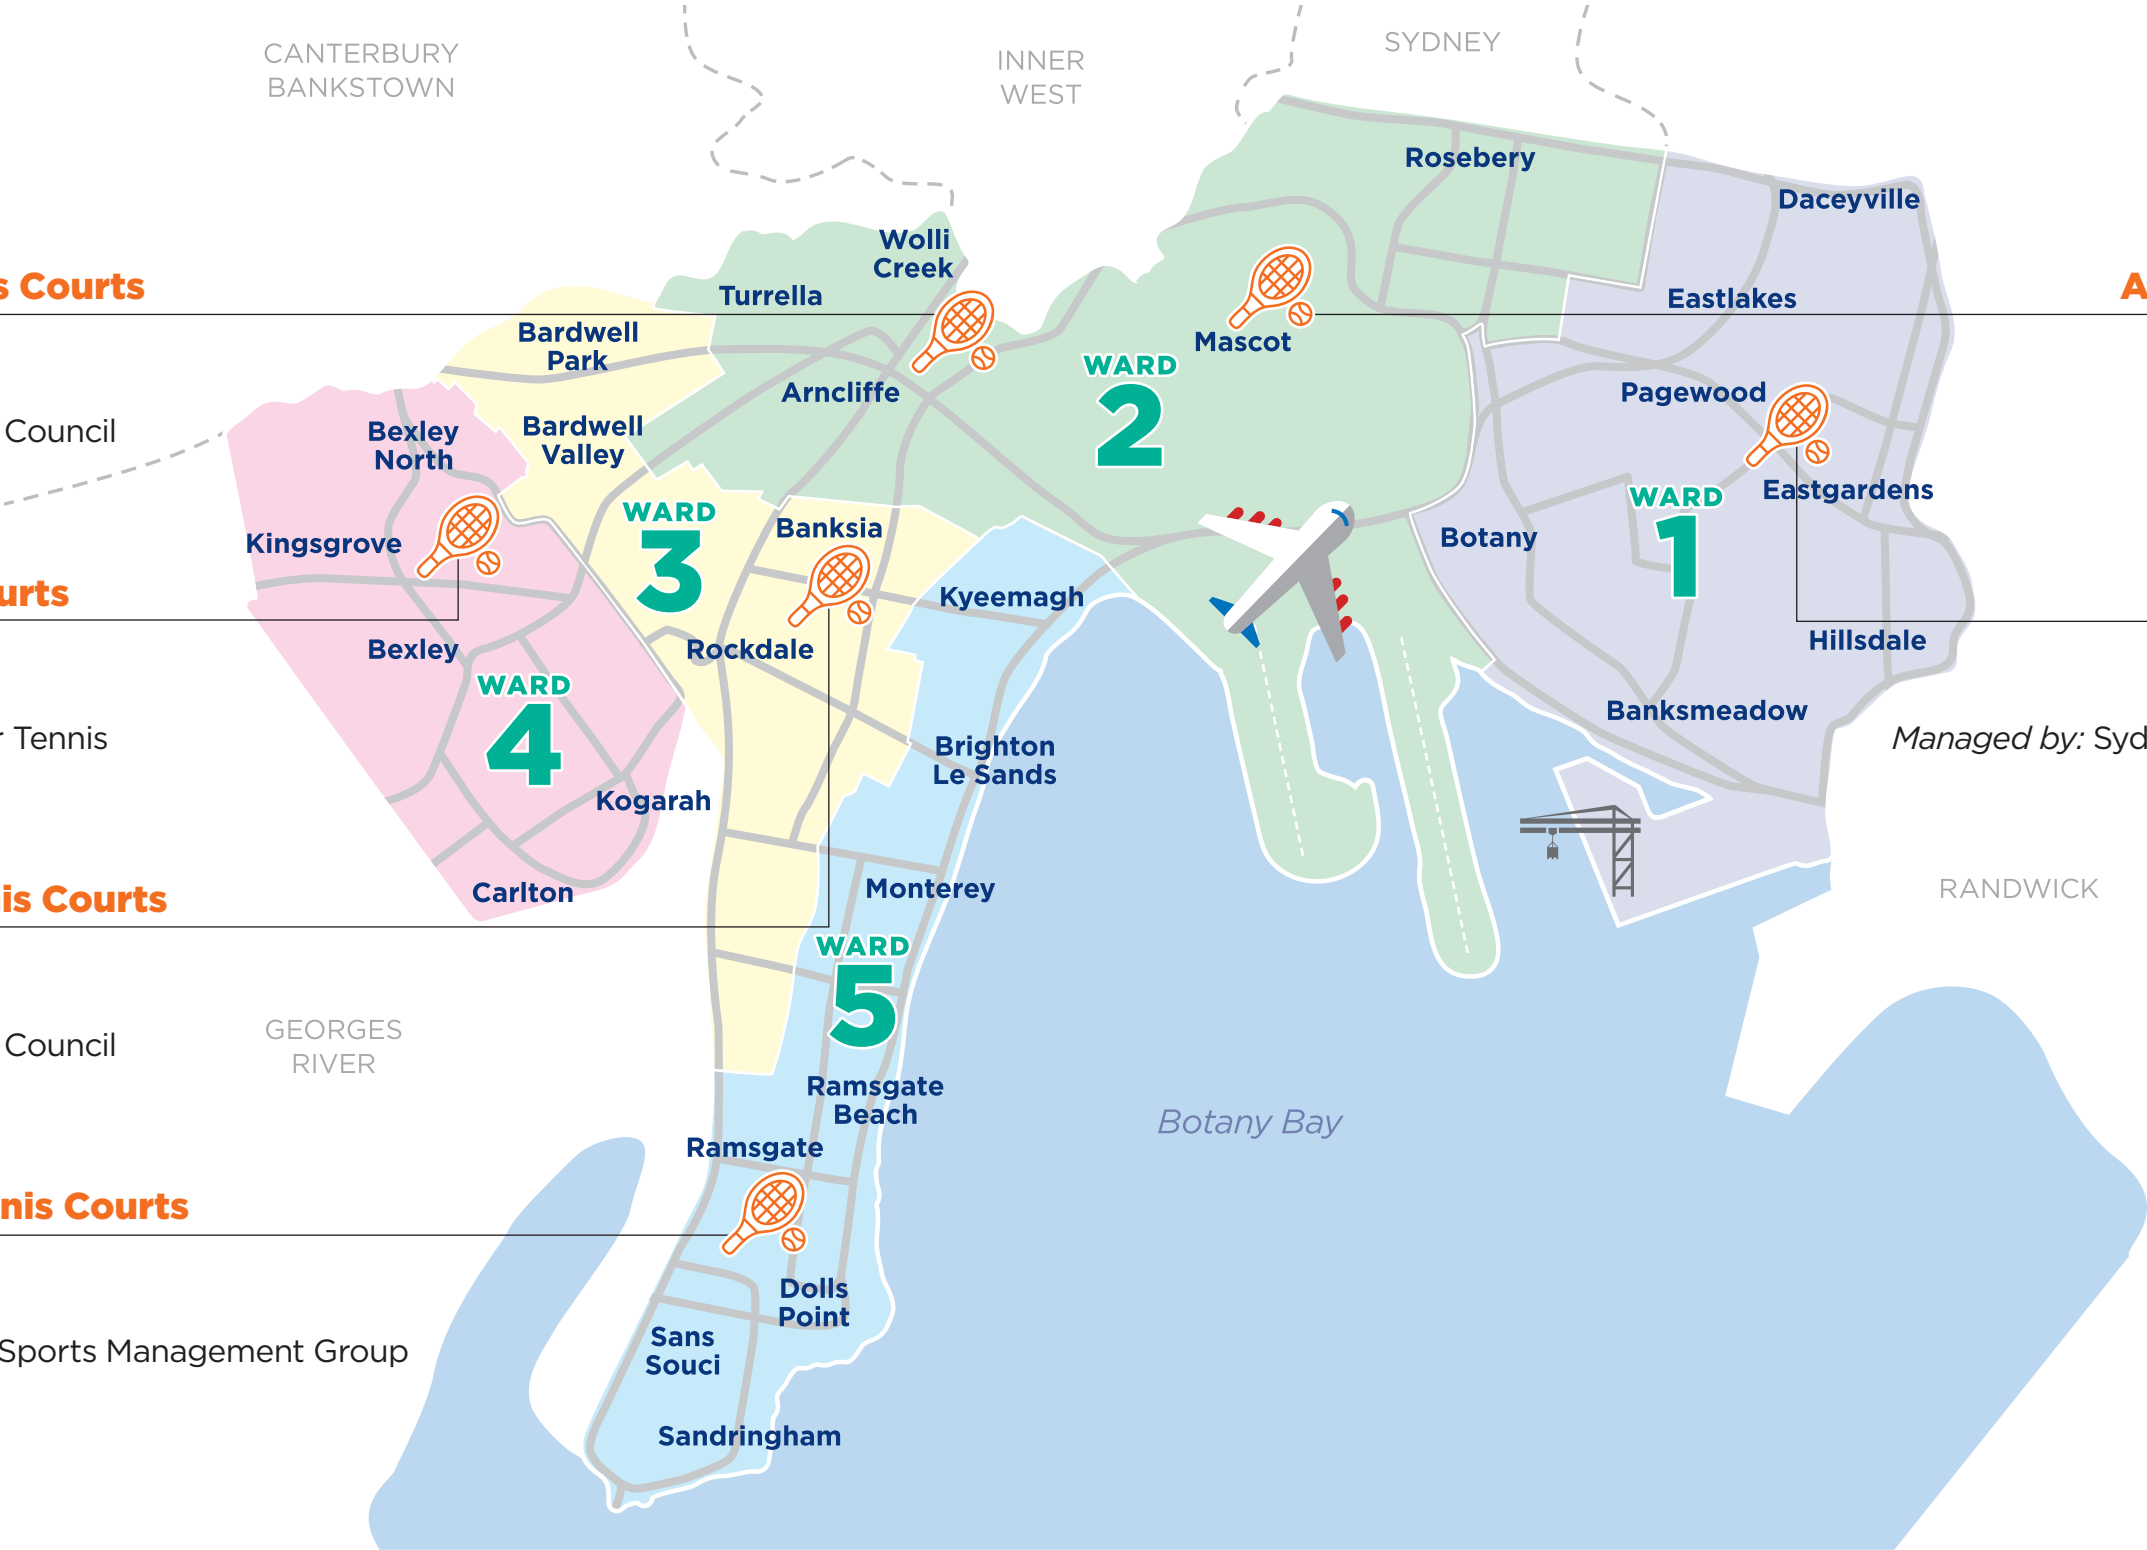 CANTERBURY
BANKSTOWN
INNER
WEST
SYDNEY
Rosebery
Daceyville
Wolli
Creek
s Courts
Turrella
Eastlakes
A
Bardwell
Park
Mascot
WARD
2
Arncliffe
Pagewood
Council
Bexley
North
Bardwell
Valley
Eastgardens
WARD
1
WARD
3
Banksia
Kingsgrove
Botany
urts
Kyeemagh
Bexley
Rockdale
Hillsdale
WARD
4
Banksmeadow
r Tennis
Brighton
Le Sands
Managed by: Syd
Kogarah
is Courts
Carlton
Monterey
RANDWICK
WARD
5
Council
GEORGES
RIVER
Ramsgate
Beach
Botany Bay
Ramsgate
nis Courts
Dolls
Point
Sans
Souci
Sports Management Group
Sandringham